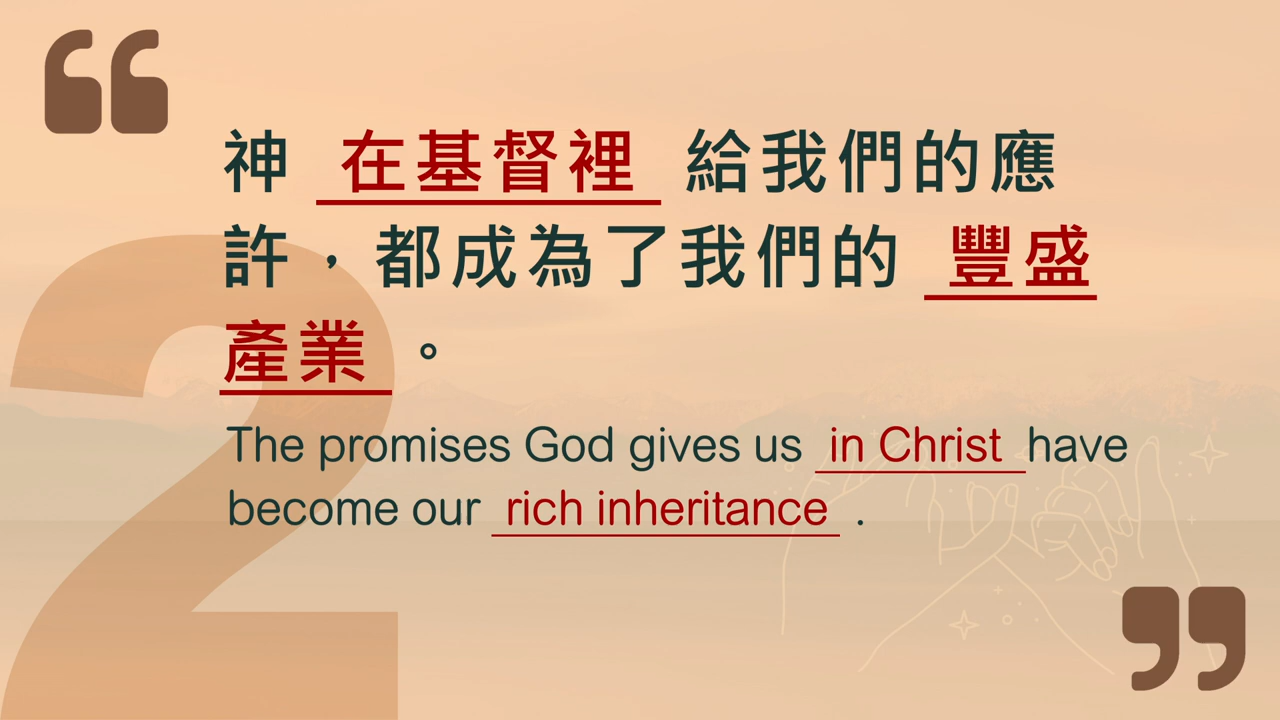 神 在基督裡 給我們的應
許，都成為了我們的 豐盛
產業 。
The promises God gives us in Christ have
become our rich inheritance .
2